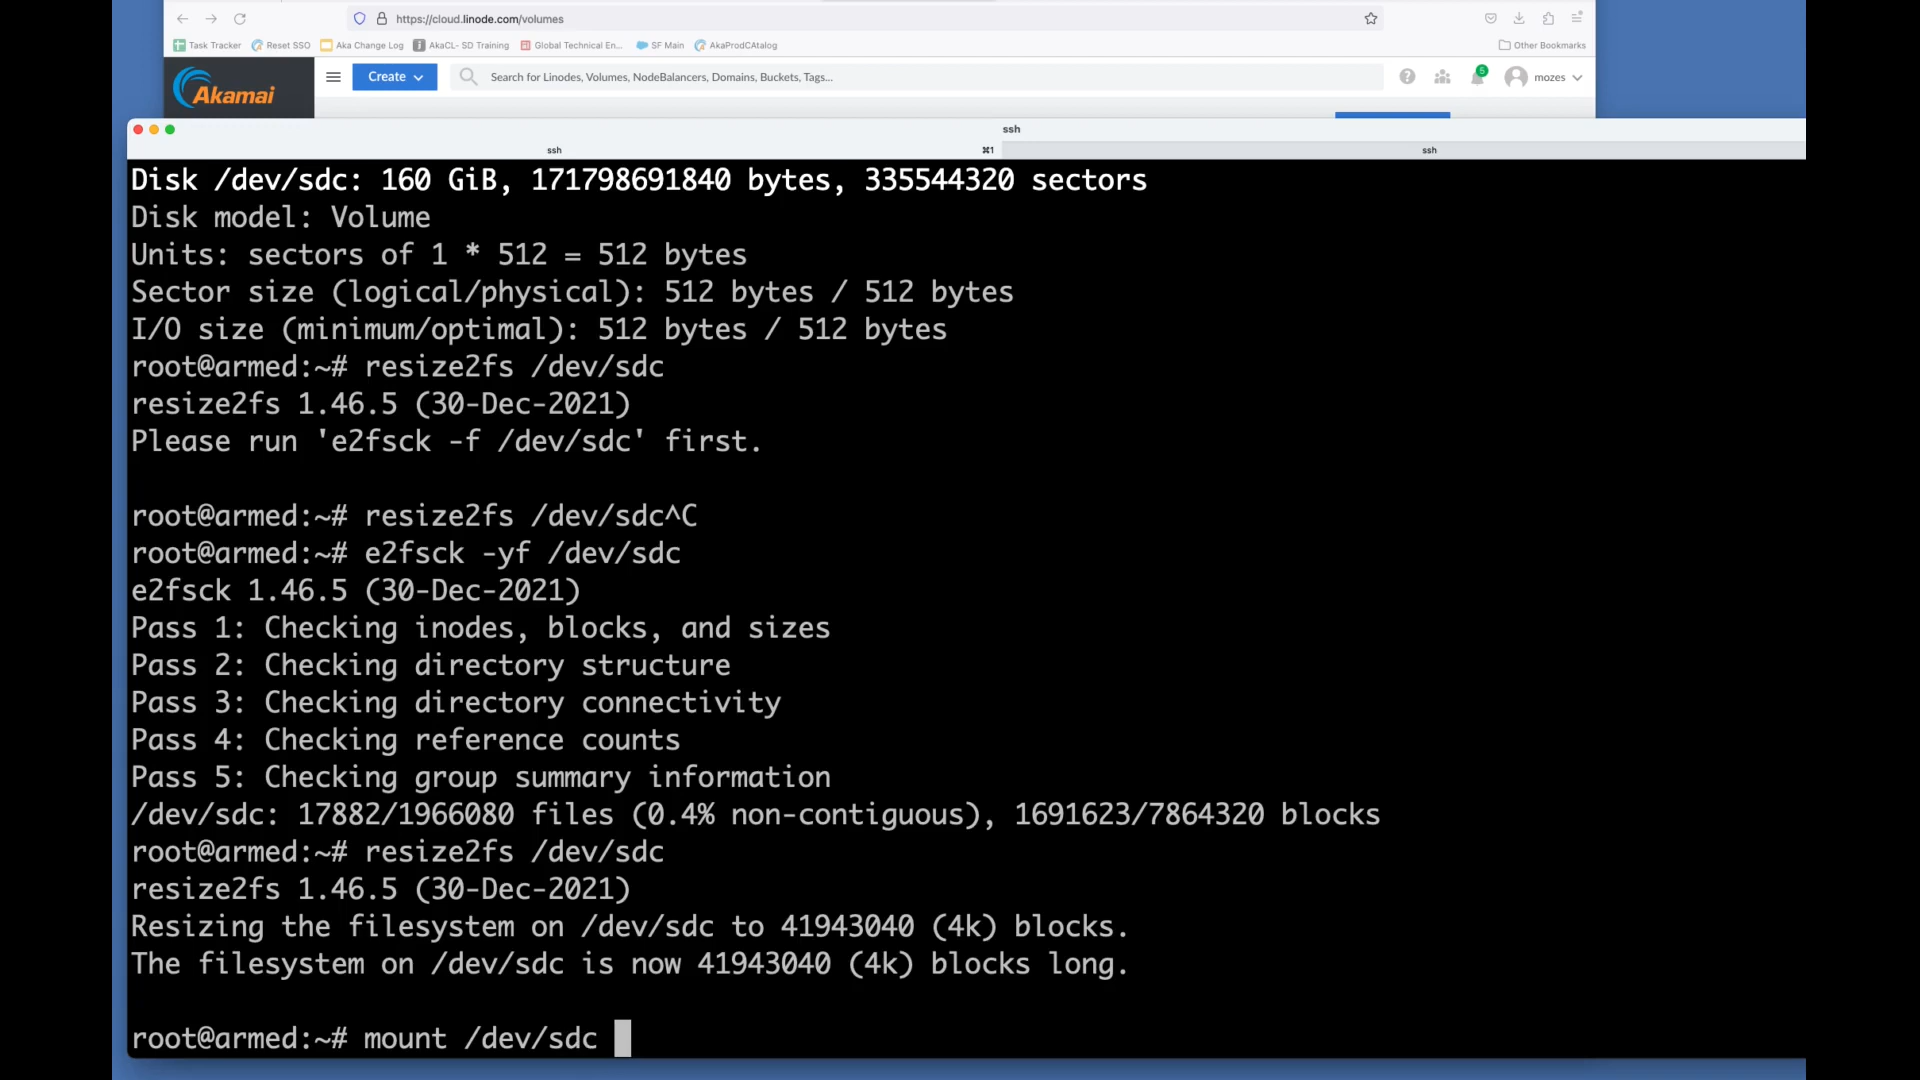 https://cloud.linode.com/volumes
Task Tracker Reset SSO Aka Change Log AkaCL- SD Training Global Technical En... SF Main AkaProdCAtalog Other Bookmarks
Akamai Create Search for Linodes, Volumes, NodeBalancers, Domains, Buckets, Tags... ? 5 mozes
ssh
ssh ⌘1 ssh
Disk /dev/sdc: 160 GiB, 171798691840 bytes, 335544320 sectors
Disk model: Volume
Units: sectors of 1 * 512 = 512 bytes
Sector size (logical/physical): 512 bytes / 512 bytes
I/O size (minimum/optimal): 512 bytes / 512 bytes
root@armed:~# resize2fs /dev/sdc
resize2fs 1.46.5 (30-Dec-2021)
Please run 'e2fsck -f /dev/sdc' first.
root@armed:~# resize2fs /dev/sdc^C
root@armed:~# e2fsck -yf /dev/sdc
e2fsck 1.46.5 (30-Dec-2021)
Pass 1: Checking inodes, blocks, and sizes
Pass 2: Checking directory structure
Pass 3: Checking directory connectivity
Pass 4: Checking reference counts
Pass 5: Checking group summary information
/dev/sdc: 17882/1966080 files (0.4% non-contiguous), 1691623/7864320 blocks
root@armed:~# resize2fs /dev/sdc
resize2fs 1.46.5 (30-Dec-2021)
Resizing the filesystem on /dev/sdc to 41943040 (4k) blocks.
The filesystem on /dev/sdc is now 41943040 (4k) blocks long.
root@armed:~# mount /dev/sdc